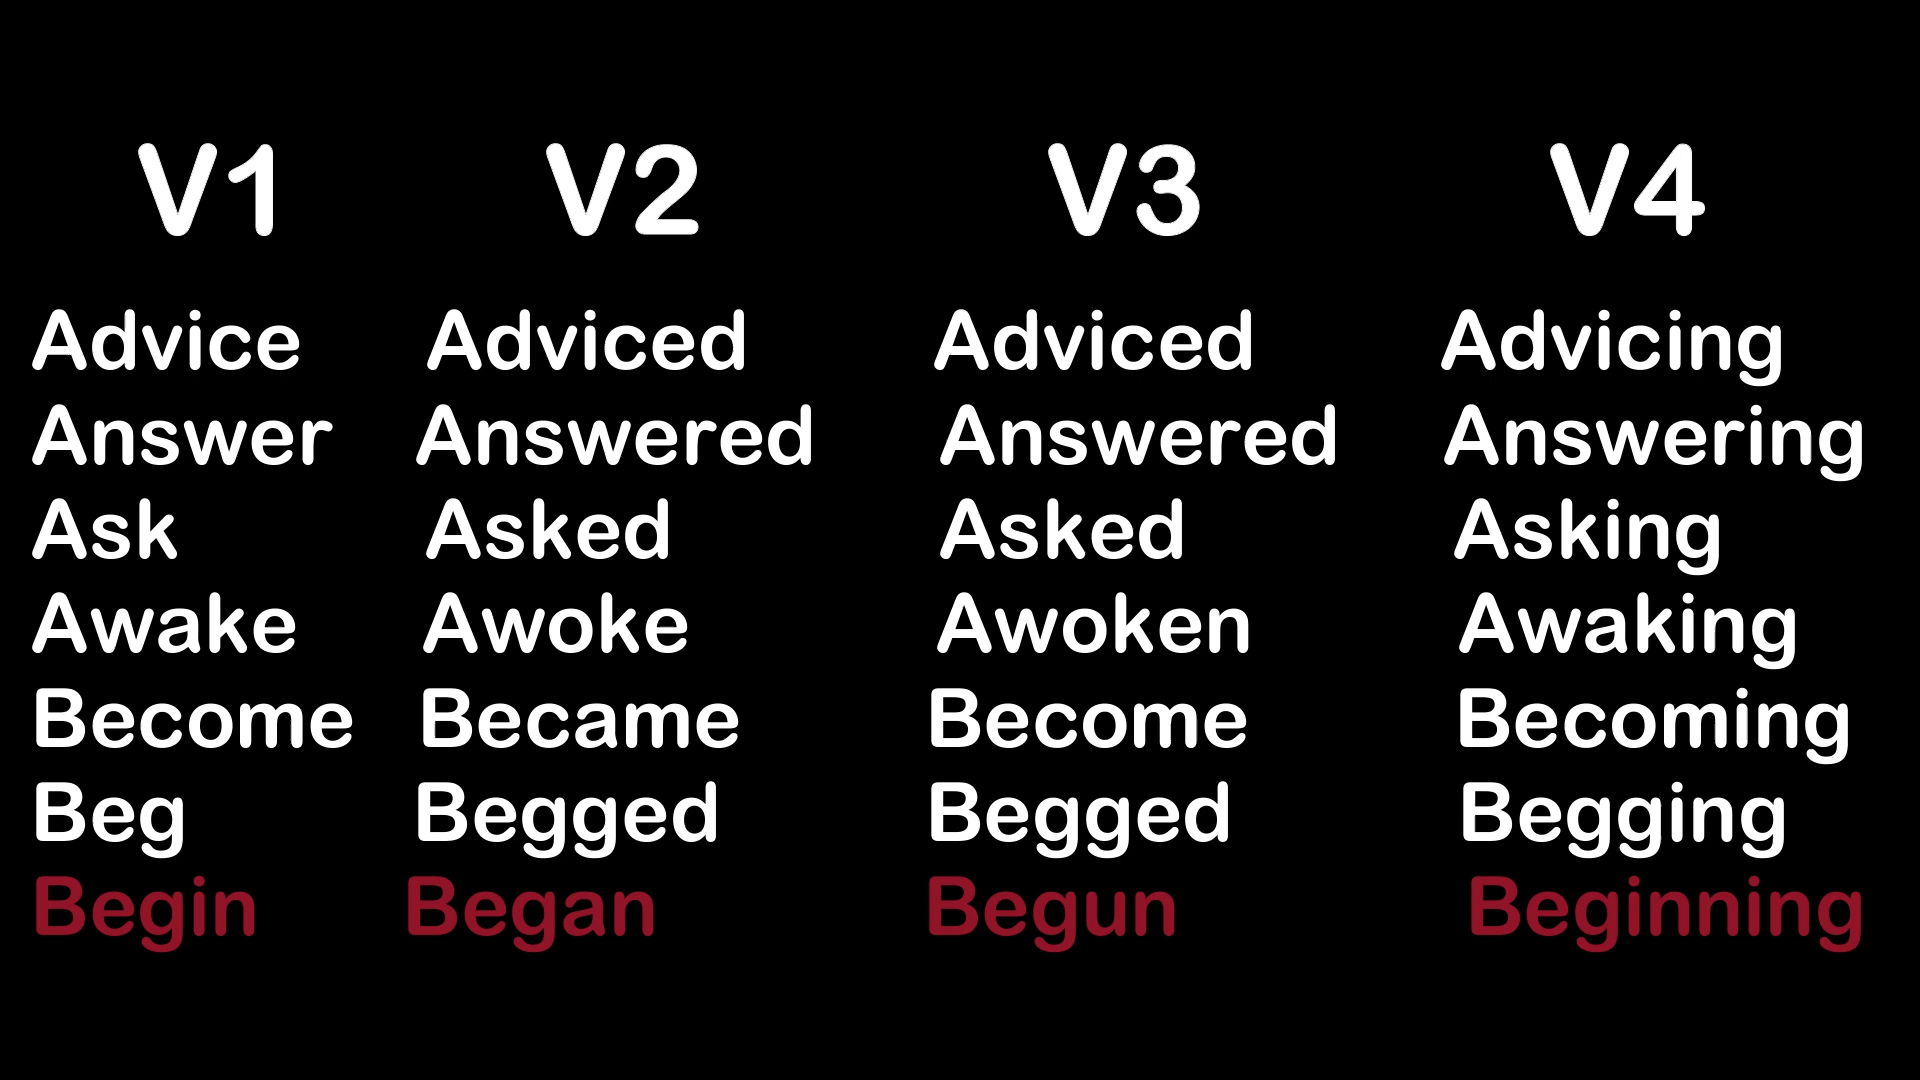 V1 V2 V3 V4
Advice Adviced Adviced Advicing
Answer Answered Answered Answering
Ask Asked Asked Asking
Awake Awoke Awoken Awaking
Become Became Become Becoming
Beg Begged Begged Begging
Begin Began Begun Beginning